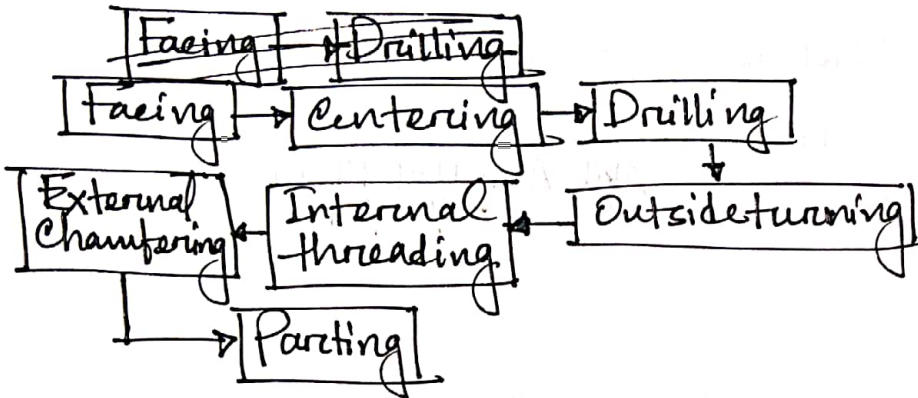 Facing Drilling
Facing Centering Drilling
External Internal Outsideturning
Chamfering threading
Parting